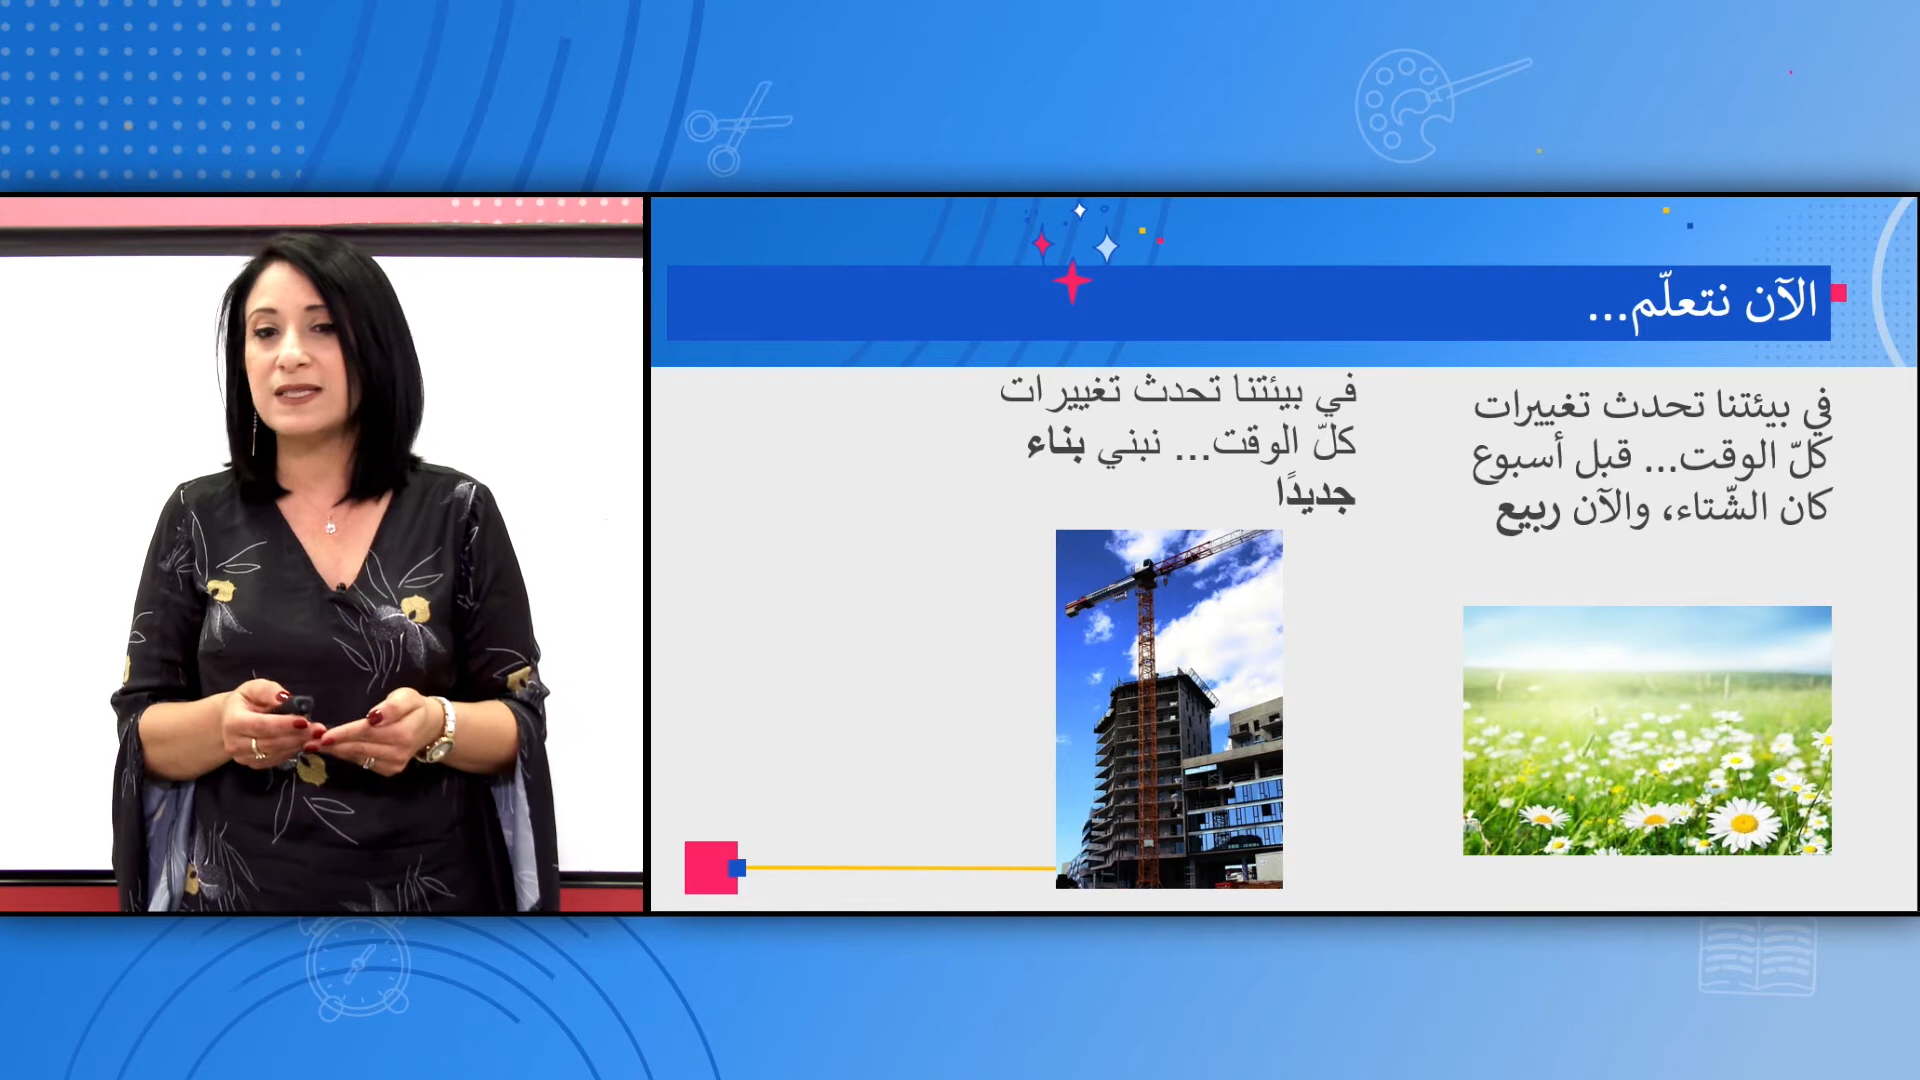 الآن نتعلّم...
في بيئتنا تحدث تغييرات
كلّ الوقت... قبل أسبوع
كان الشّتاء، والآن ربيع
في بيئتنا تحدث تغييرات
كلّ الوقت... نبني بناء
جديدًا